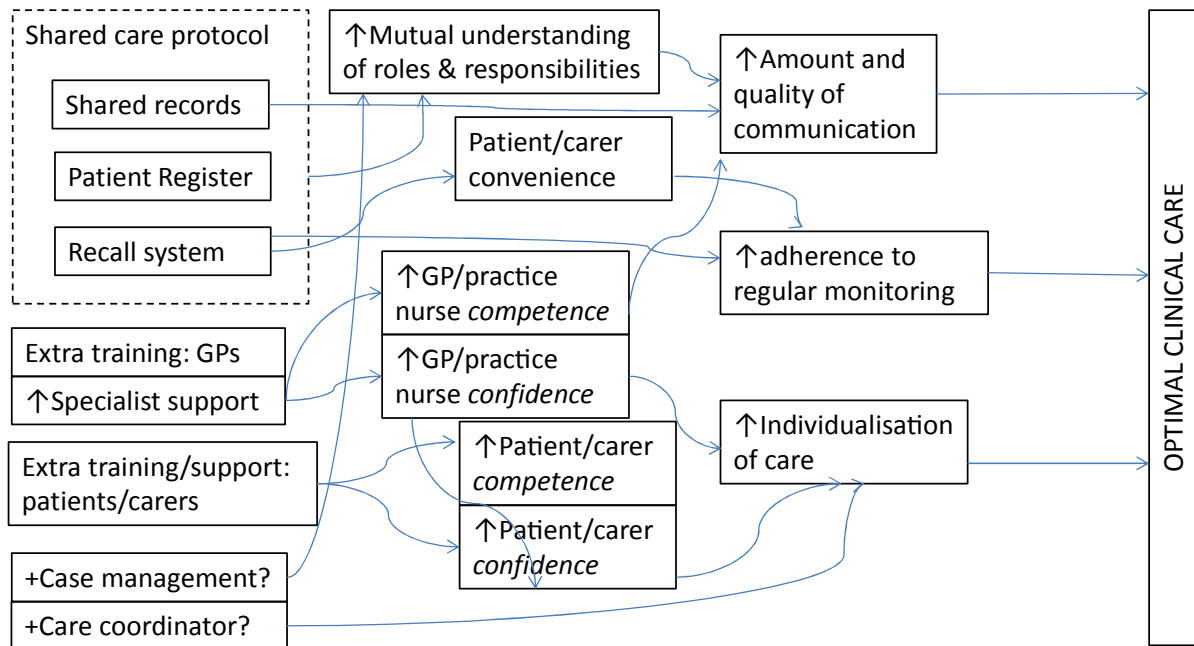 Shared care protocol
Shared records
Patient Register
Recall system
Extra training: GPs
↑Specialist support
Extra training/support:
patients/carers
+Case management?
+Care coordinator?
↑Mutual understanding
of roles & responsibilities
Patient/carer
convenience
↑GP/practice
nurse competence
↑GP/practice
nurse confidence
↑Patient/carer
competence
↑Patient/carer
confidence
↑Amount and
quality of
communication
↑adherence to
regular monitoring
↑Individualisation
of care
OPTIMAL CLINICAL CARE